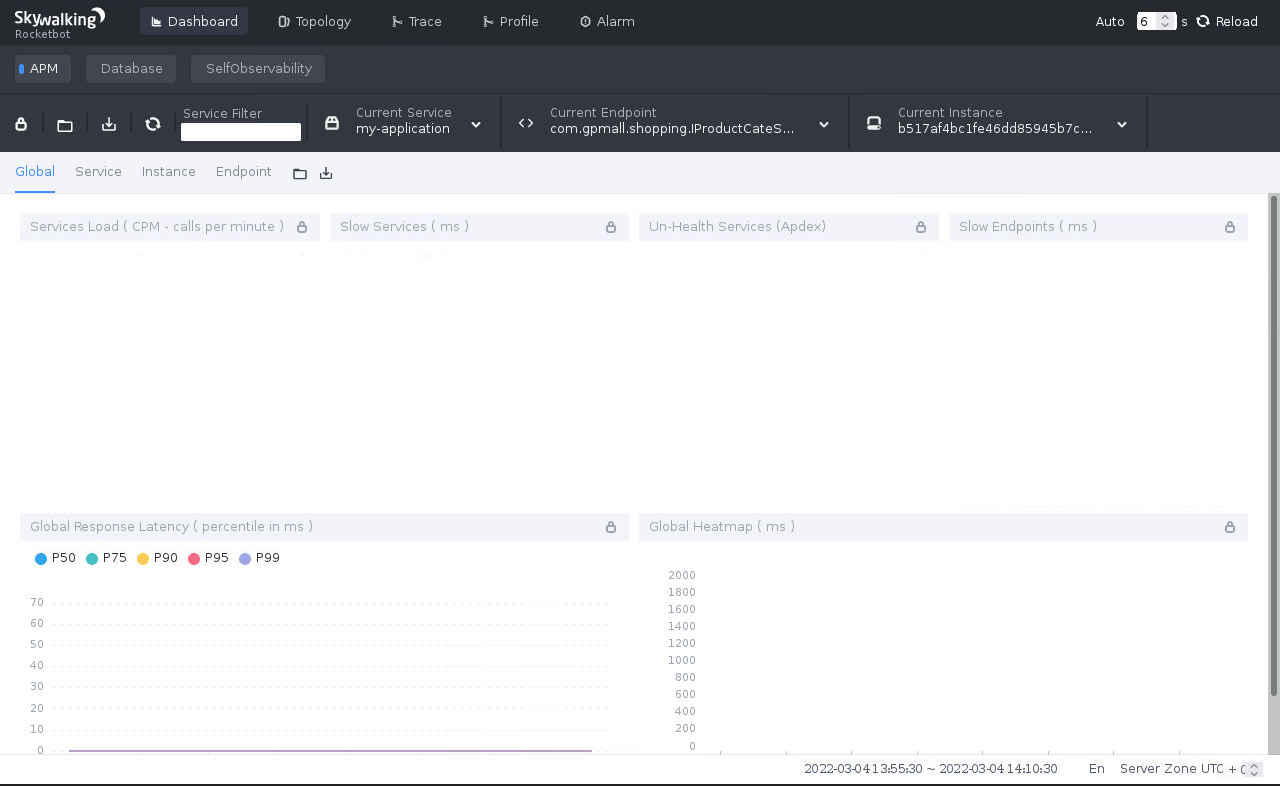 Skywalking
Rocketbot
Dashboard
Topology
Trace
Profile
Alarm
Auto 6 s Reload
APM
Database
SelfObservability
Service Filter
Current Service
my-application
Current Endpoint
com.gpmall.shopping.IProductCateS...
Current Instance
b517af4bc1fe46dd85945b7c...
Global
Service
Instance
Endpoint
Services Load ( CPM - calls per minute )
Slow Services ( ms )
Un-Health Services (Apdex)
Slow Endpoints ( ms )
Global Response Latency ( percentile in ms )
P50 P75 P90 P95 P99
70
60
50
40
30
20
10
0
Global Heatmap ( ms )
2000
1800
1600
1400
1200
1000
800
600
400
200
0
2022-03-04 13:55:30 ~ 2022-03-04 14:10:30
En
Server Zone UTC +